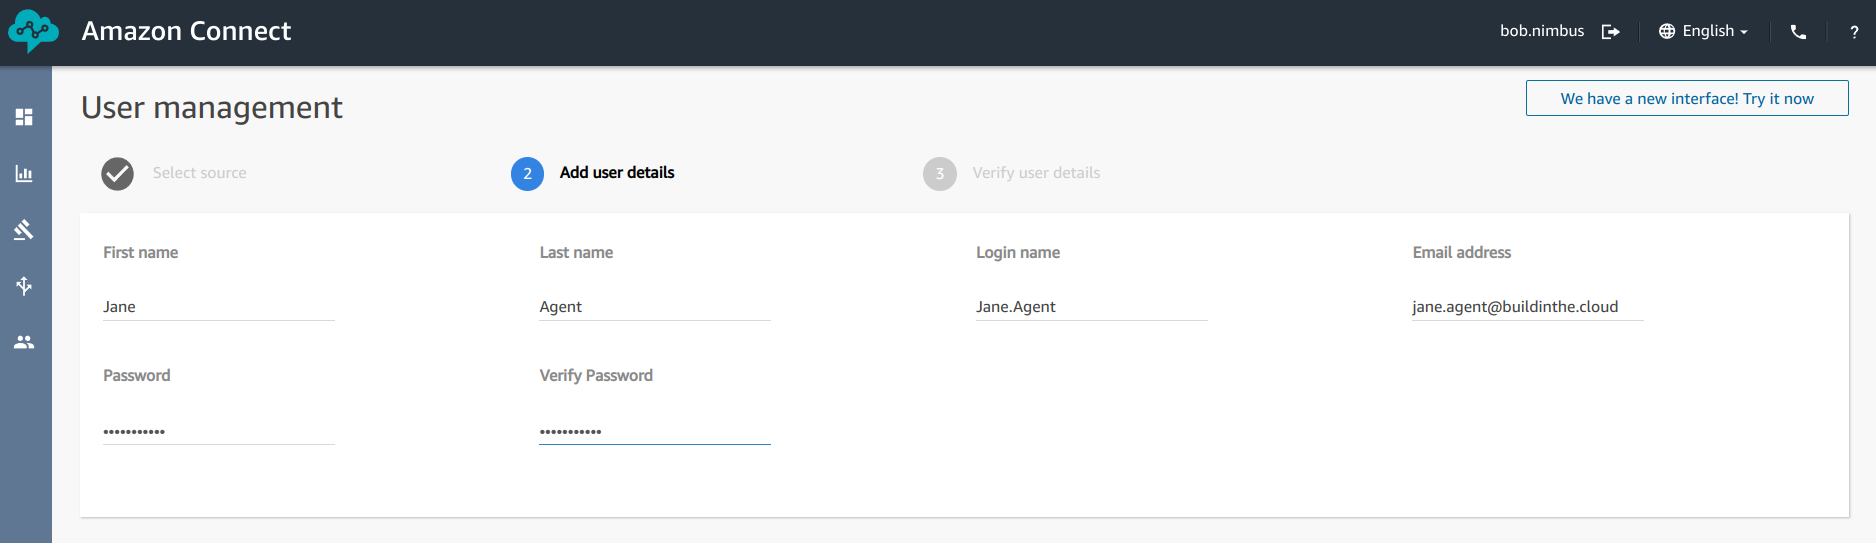 Amazon Connect
bob.nimbus
English
?
User management
We have a new interface! Try it now
Select source
2
Add user details
3
Verify user details
First name
Last name
Login name
Email address
Jane
Agent
Jane.Agent
jane.agent@buildinthe.cloud
Password
Verify Password
•••••••••••
•••••••••••